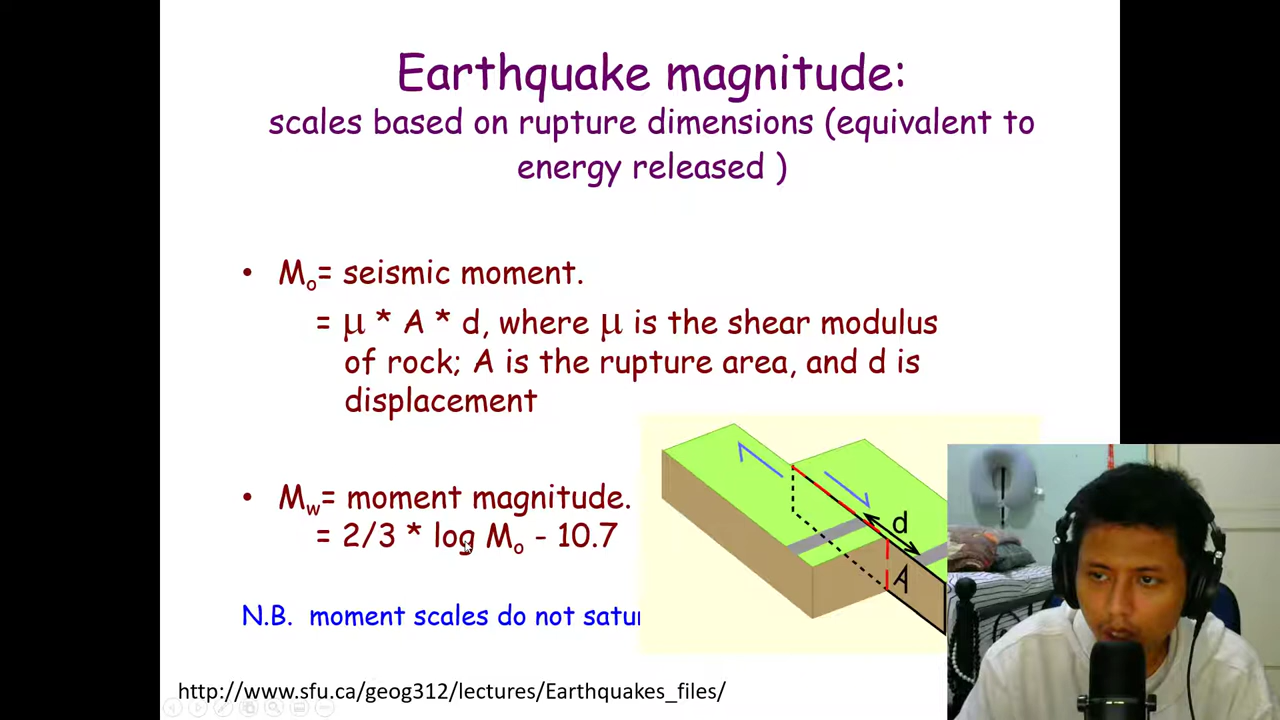 Earthquake magnitude:
scales based on rupture dimensions (equivalent to
energy released )
• Mo= seismic moment.
= μ * A * d, where μ is the shear modulus
of rock; A is the rupture area, and d is
displacement
• Mw= moment magnitude.
= 2/3 * log Mo - 10.7
d
A
N.B. moment scales do not
http://www.sfu.ca/geog312/lectures/Earthquakes_files/